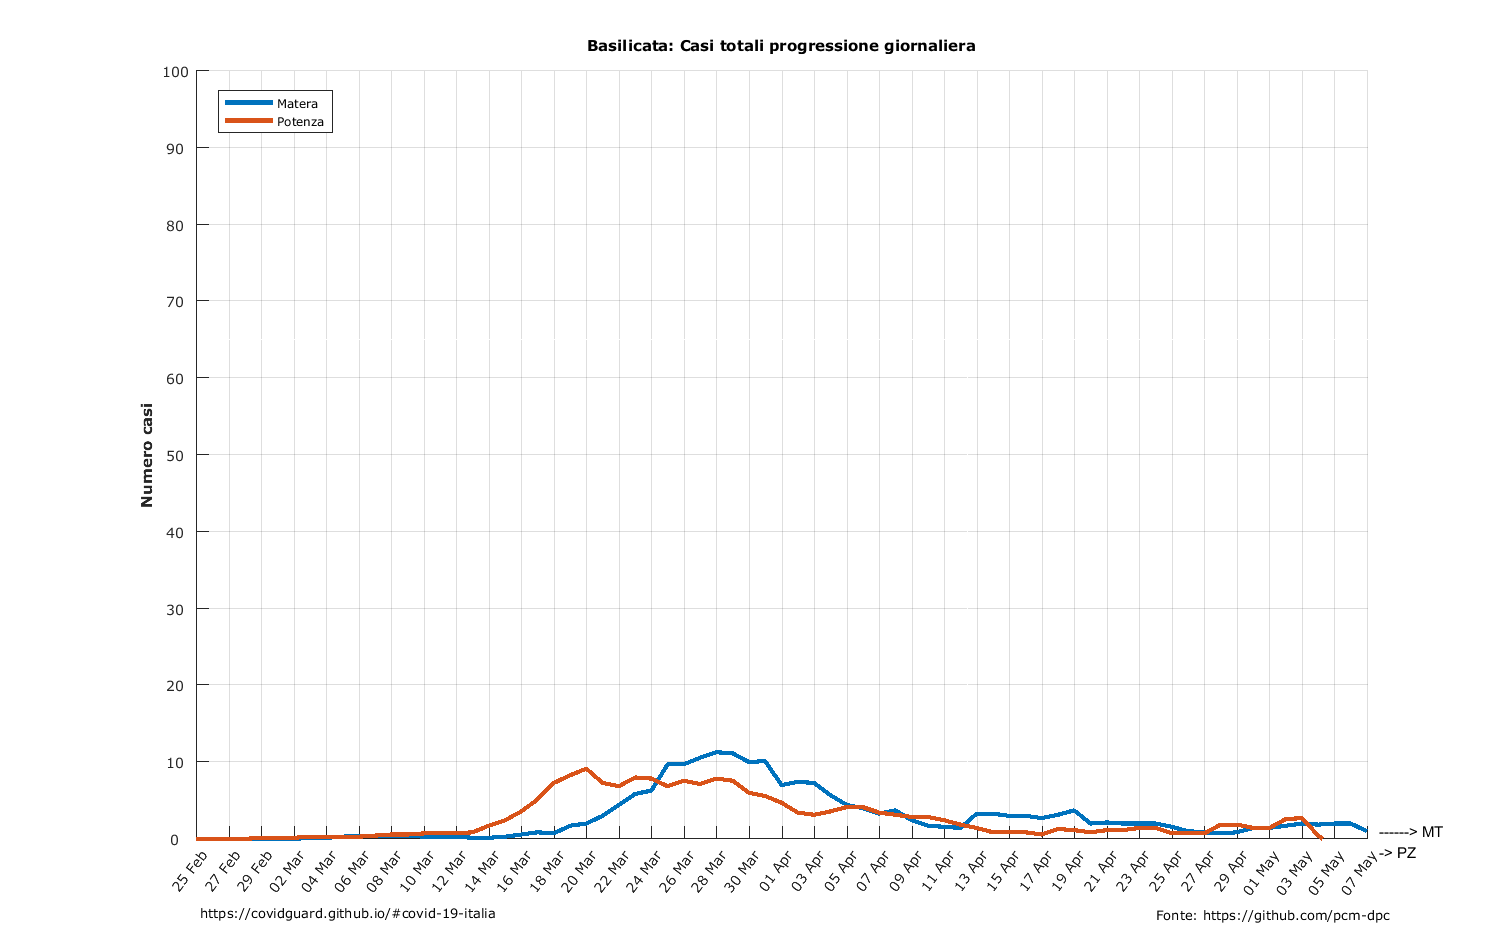 Basilicata: Casi totali progressione giornaliera
Matera
Potenza
Numero casi
100
90
80
70
60
50
40
30
20
10
0
25 Feb
27 Feb
29 Feb
02 Mar
04 Mar
06 Mar
08 Mar
10 Mar
12 Mar
14 Mar
16 Mar
18 Mar
20 Mar
22 Mar
24 Mar
26 Mar
28 Mar
30 Mar
01 Apr
03 Apr
05 Apr
07 Apr
09 Apr
11 Apr
13 Apr
15 Apr
17 Apr
19 Apr
21 Apr
23 Apr
25 Apr
27 Apr
29 Apr
01 May
03 May
05 May
07 May
------> MT
-> PZ
https://covidguard.github.io/#covid-19-italia
Fonte: https://github.com/pcm-dpc